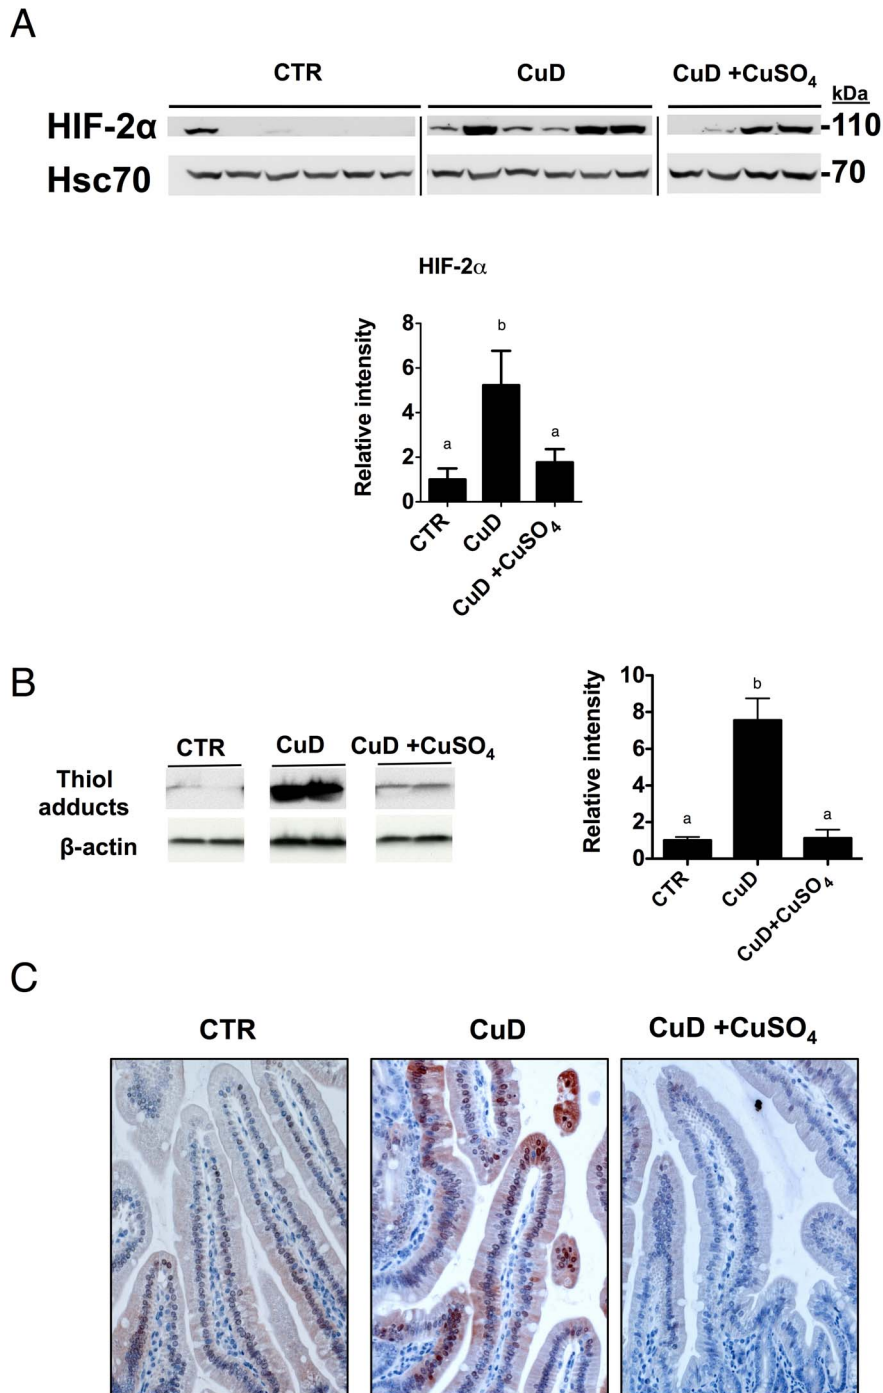 A
CTR CuD CuD +CuSO4
kDa
HIF-2α -110
Hsc70 -70
HIF-2α
Relative intensity
8
6
4
2
0
a
b
a
CTR
CuD
CuD +CuSO4
B
CTR CuD CuD +CuSO4
Thiol
adducts
β-actin
Relative intensity
10
8
6
4
2
0
a
b
a
CTR
CuD
CuD+CuSO4
C
CTR CuD CuD +CuSO4